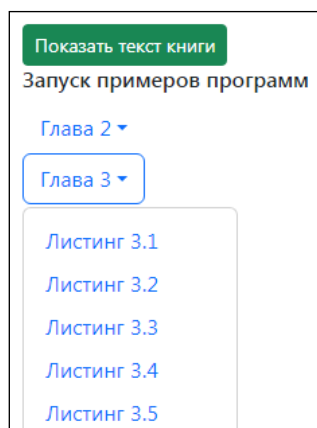 Показать текст книги
Запуск примеров программ
Глава 2
Глава 3
Листинг 3.1
Листинг 3.2
Листинг 3.3
Листинг 3.4
Листинг 3.5